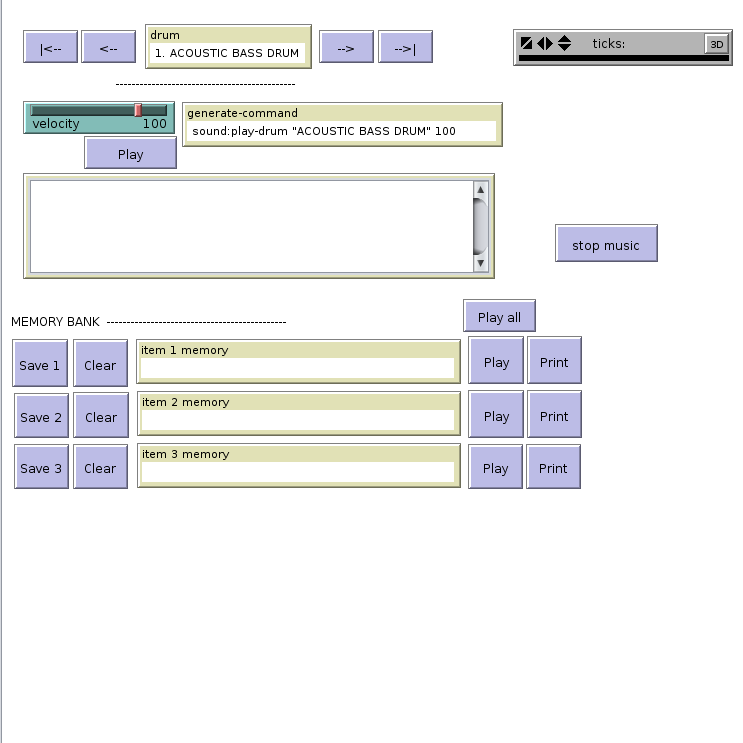 |<--
<--
drum
1. ACOUSTIC BASS DRUM
-->
-->|
ticks:
3D
---------------------------------------------
velocity
100
generate-command
sound:play-drum "ACOUSTIC BASS DRUM" 100
Play
stop music
MEMORY BANK ---------------------------------------------
Play all
Save 1
Clear
item 1 memory
Play
Print
Save 2
Clear
item 2 memory
Play
Print
Save 3
Clear
item 3 memory
Play
Print